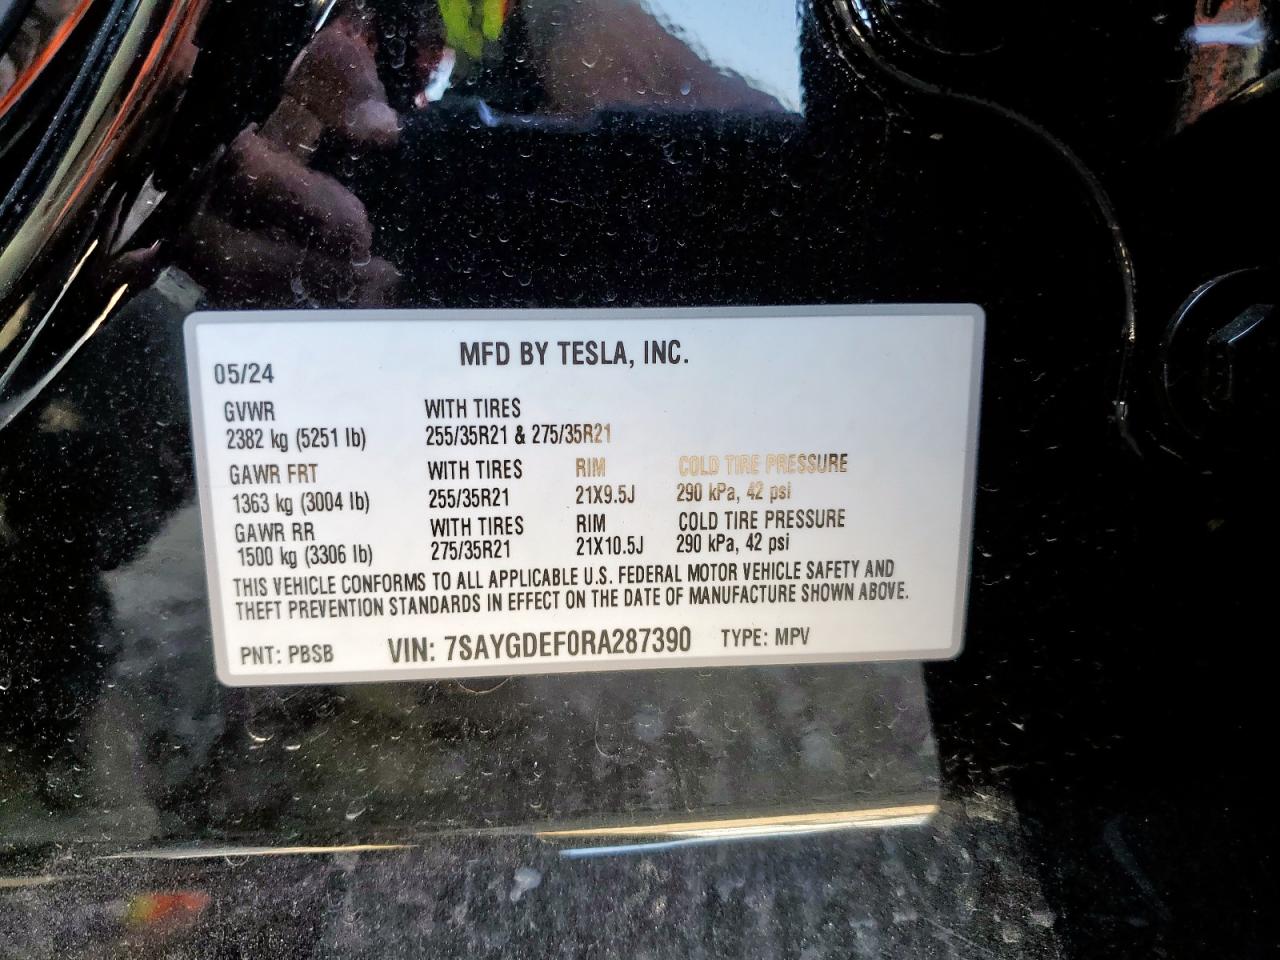 MFD BY TESLA, INC.
05/24
GVWR WITH TIRES
2382 kg (5251 lb) 255/35R21 & 275/35R21
GAWR FRT WITH TIRES RIM COLD TIRE PRESSURE
1363 kg (3004 lb) 255/35R21 21X9.5J 290 kPa, 42 psi
GAWR RR WITH TIRES RIM COLD TIRE PRESSURE
1500 kg (3306 lb) 275/35R21 21X10.5J 290 kPa, 42 psi
THIS VEHICLE CONFORMS TO ALL APPLICABLE U.S. FEDERAL MOTOR VEHICLE SAFETY AND
THEFT PREVENTION STANDARDS IN EFFECT ON THE DATE OF MANUFACTURE SHOWN ABOVE.
PNT: PBSB VIN: 7SAYGDEF0RA287390 TYPE: MPV